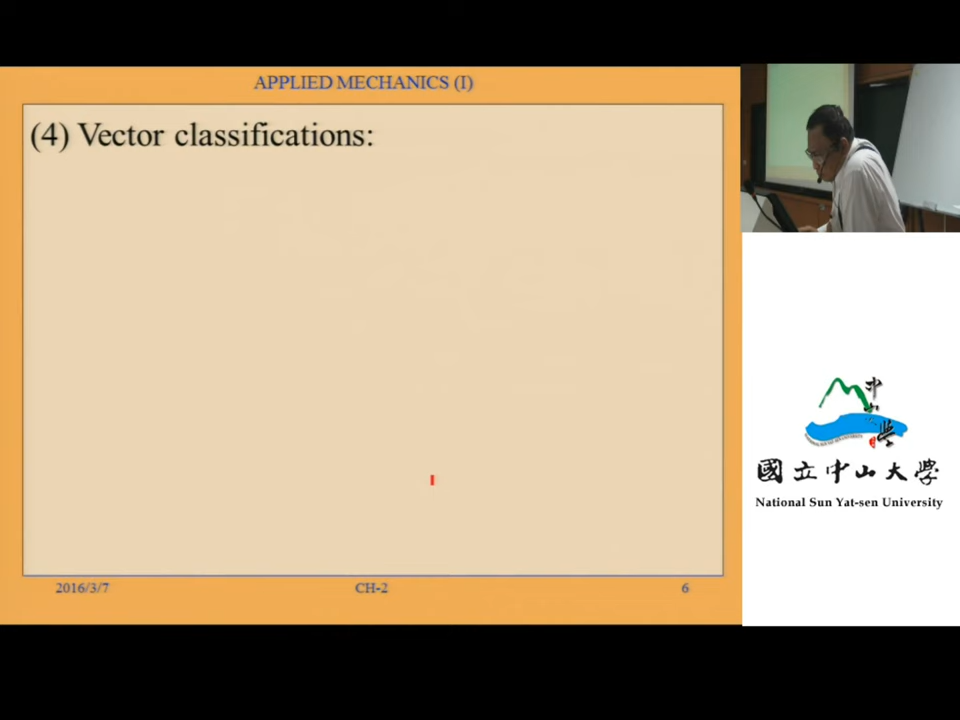 APPLIED MECHANICS (I)
(4) Vector classifications:
2016/3/7
CH-2
6
國立中山大學
National Sun Yat-sen University